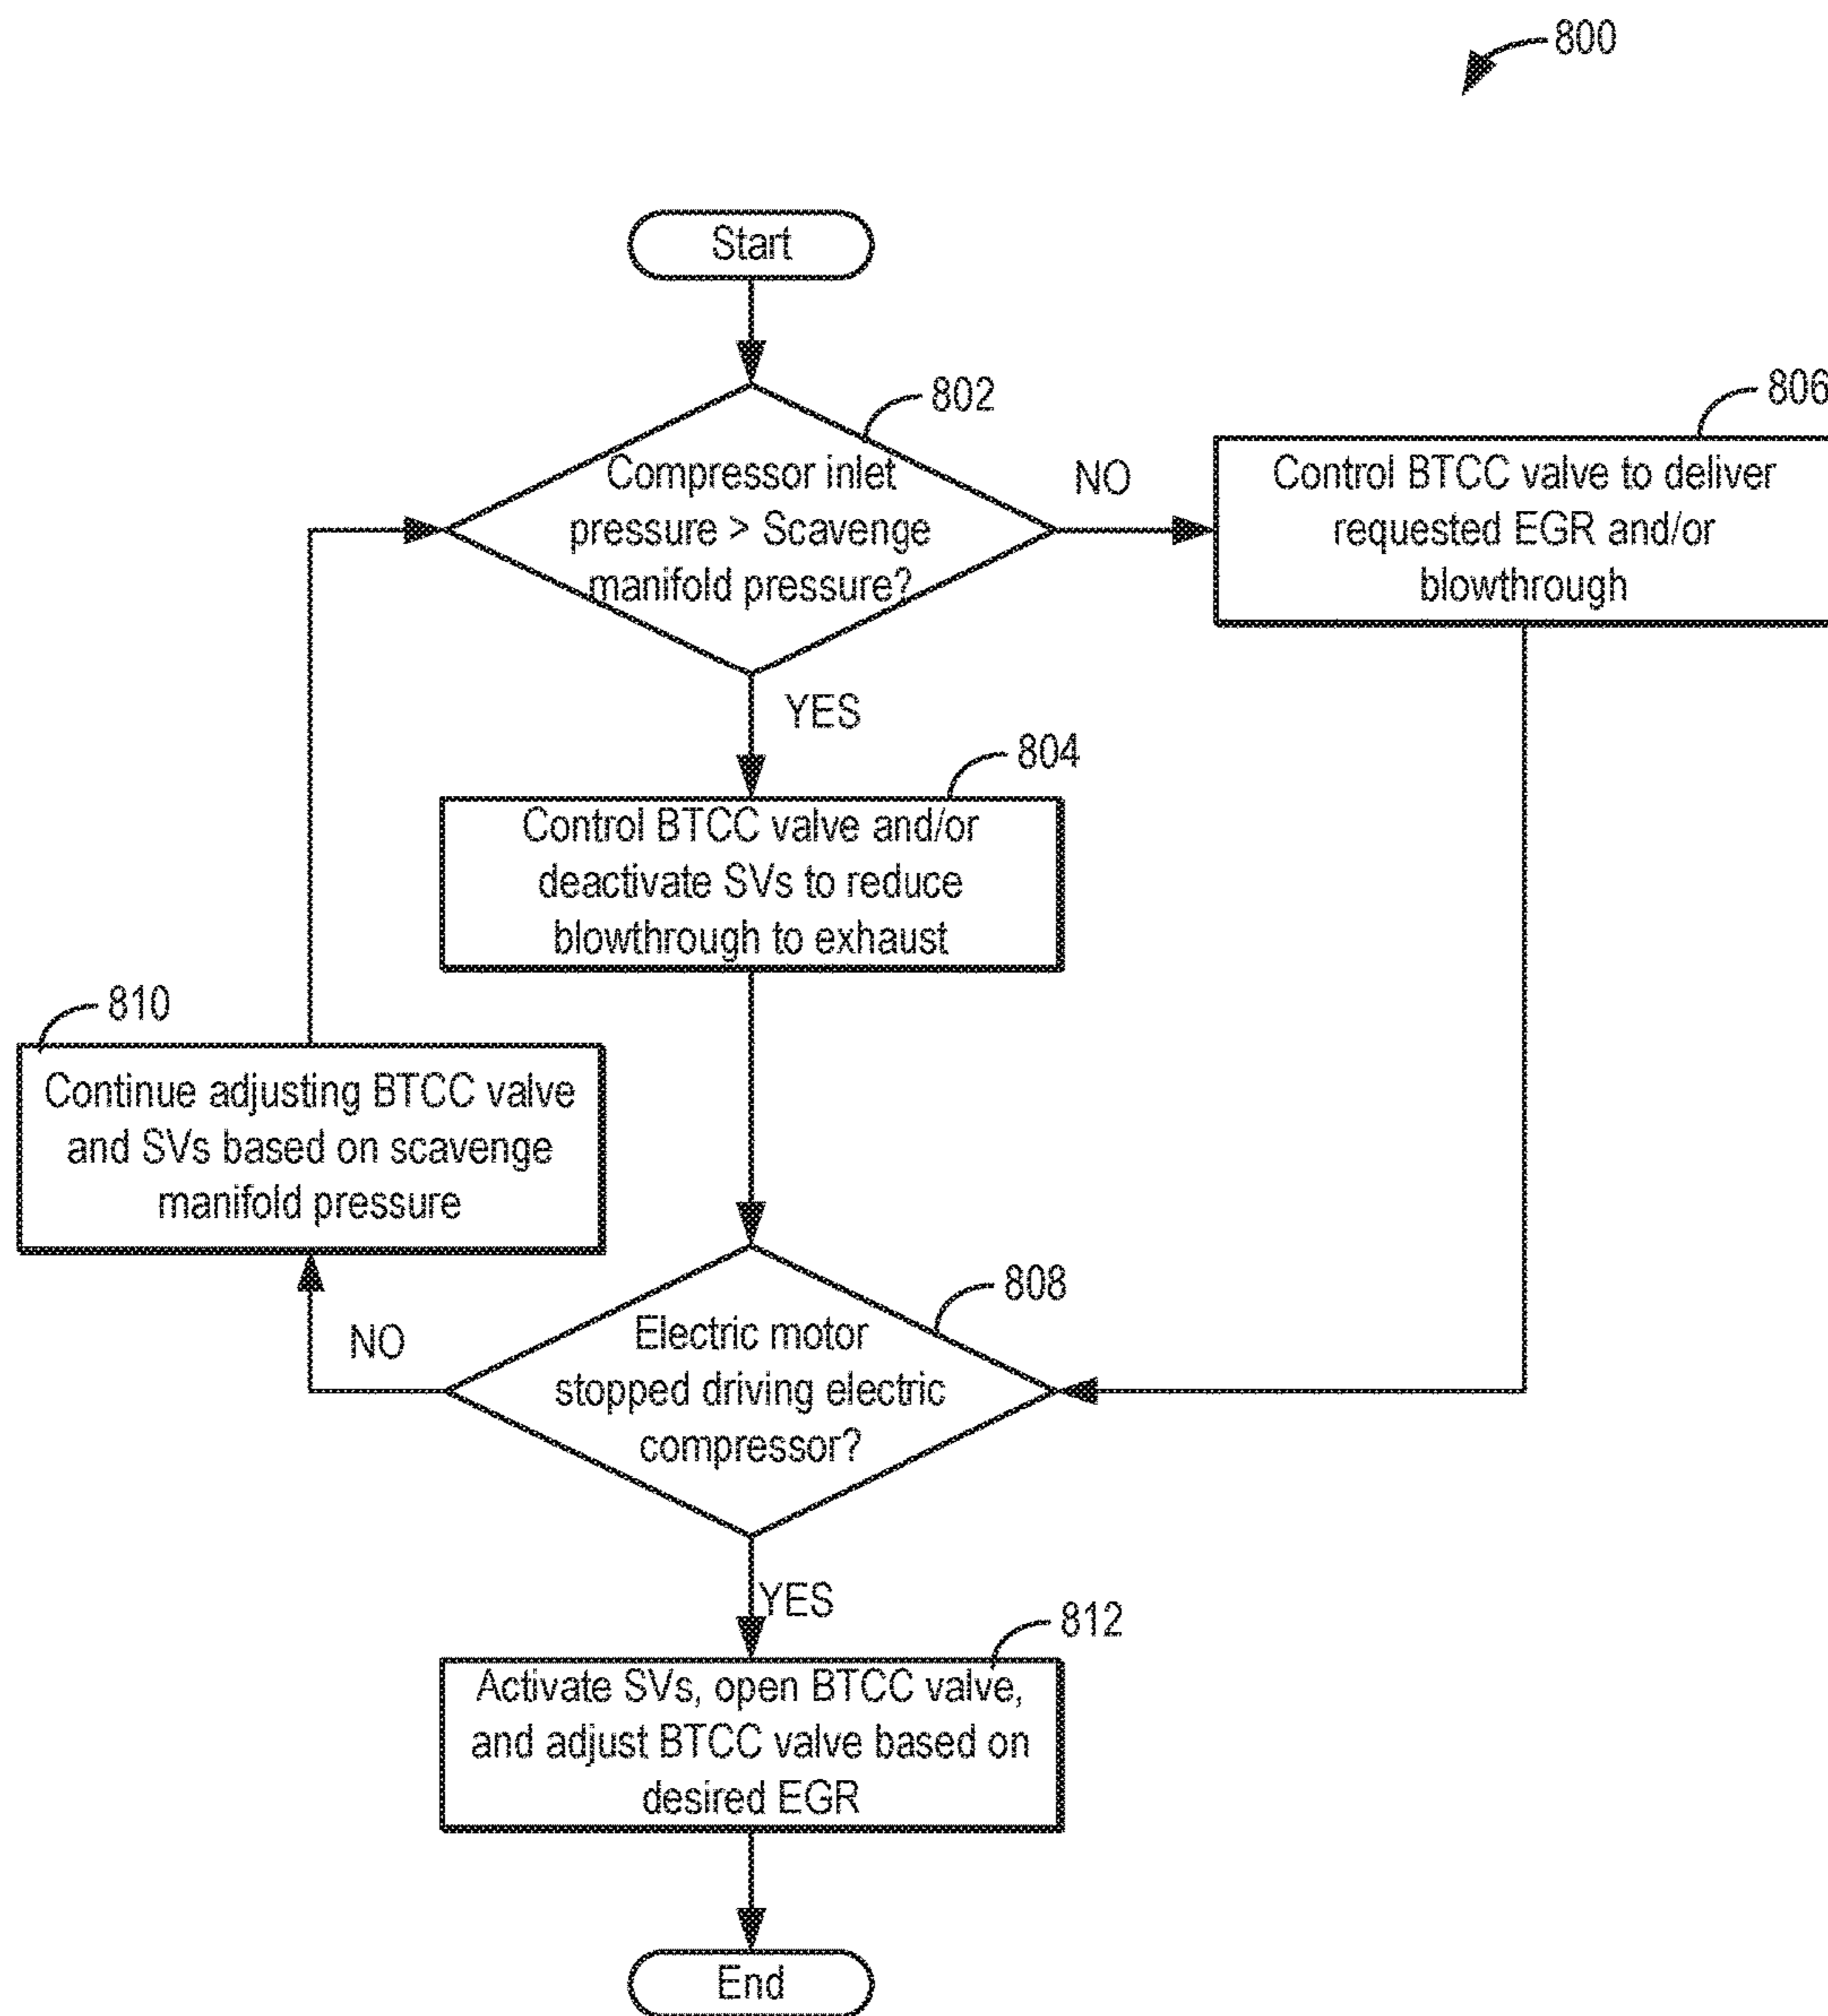 800
Start
802
Compressor inlet
pressure > Scavenge
manifold pressure?
NO
806
Control BTCC valve to deliver
requested EGR and/or
blowthrough
YES
804
Control BTCC valve and/or
deactivate SVs to reduce
blowthrough to exhaust
810
Continue adjusting BTCC valve
and SVs based on scavenge
manifold pressure
808
Electric motor
stopped driving electric
compressor?
NO
YES
812
Activate SVs, open BTCC valve,
and adjust BTCC valve based on
desired EGR
End